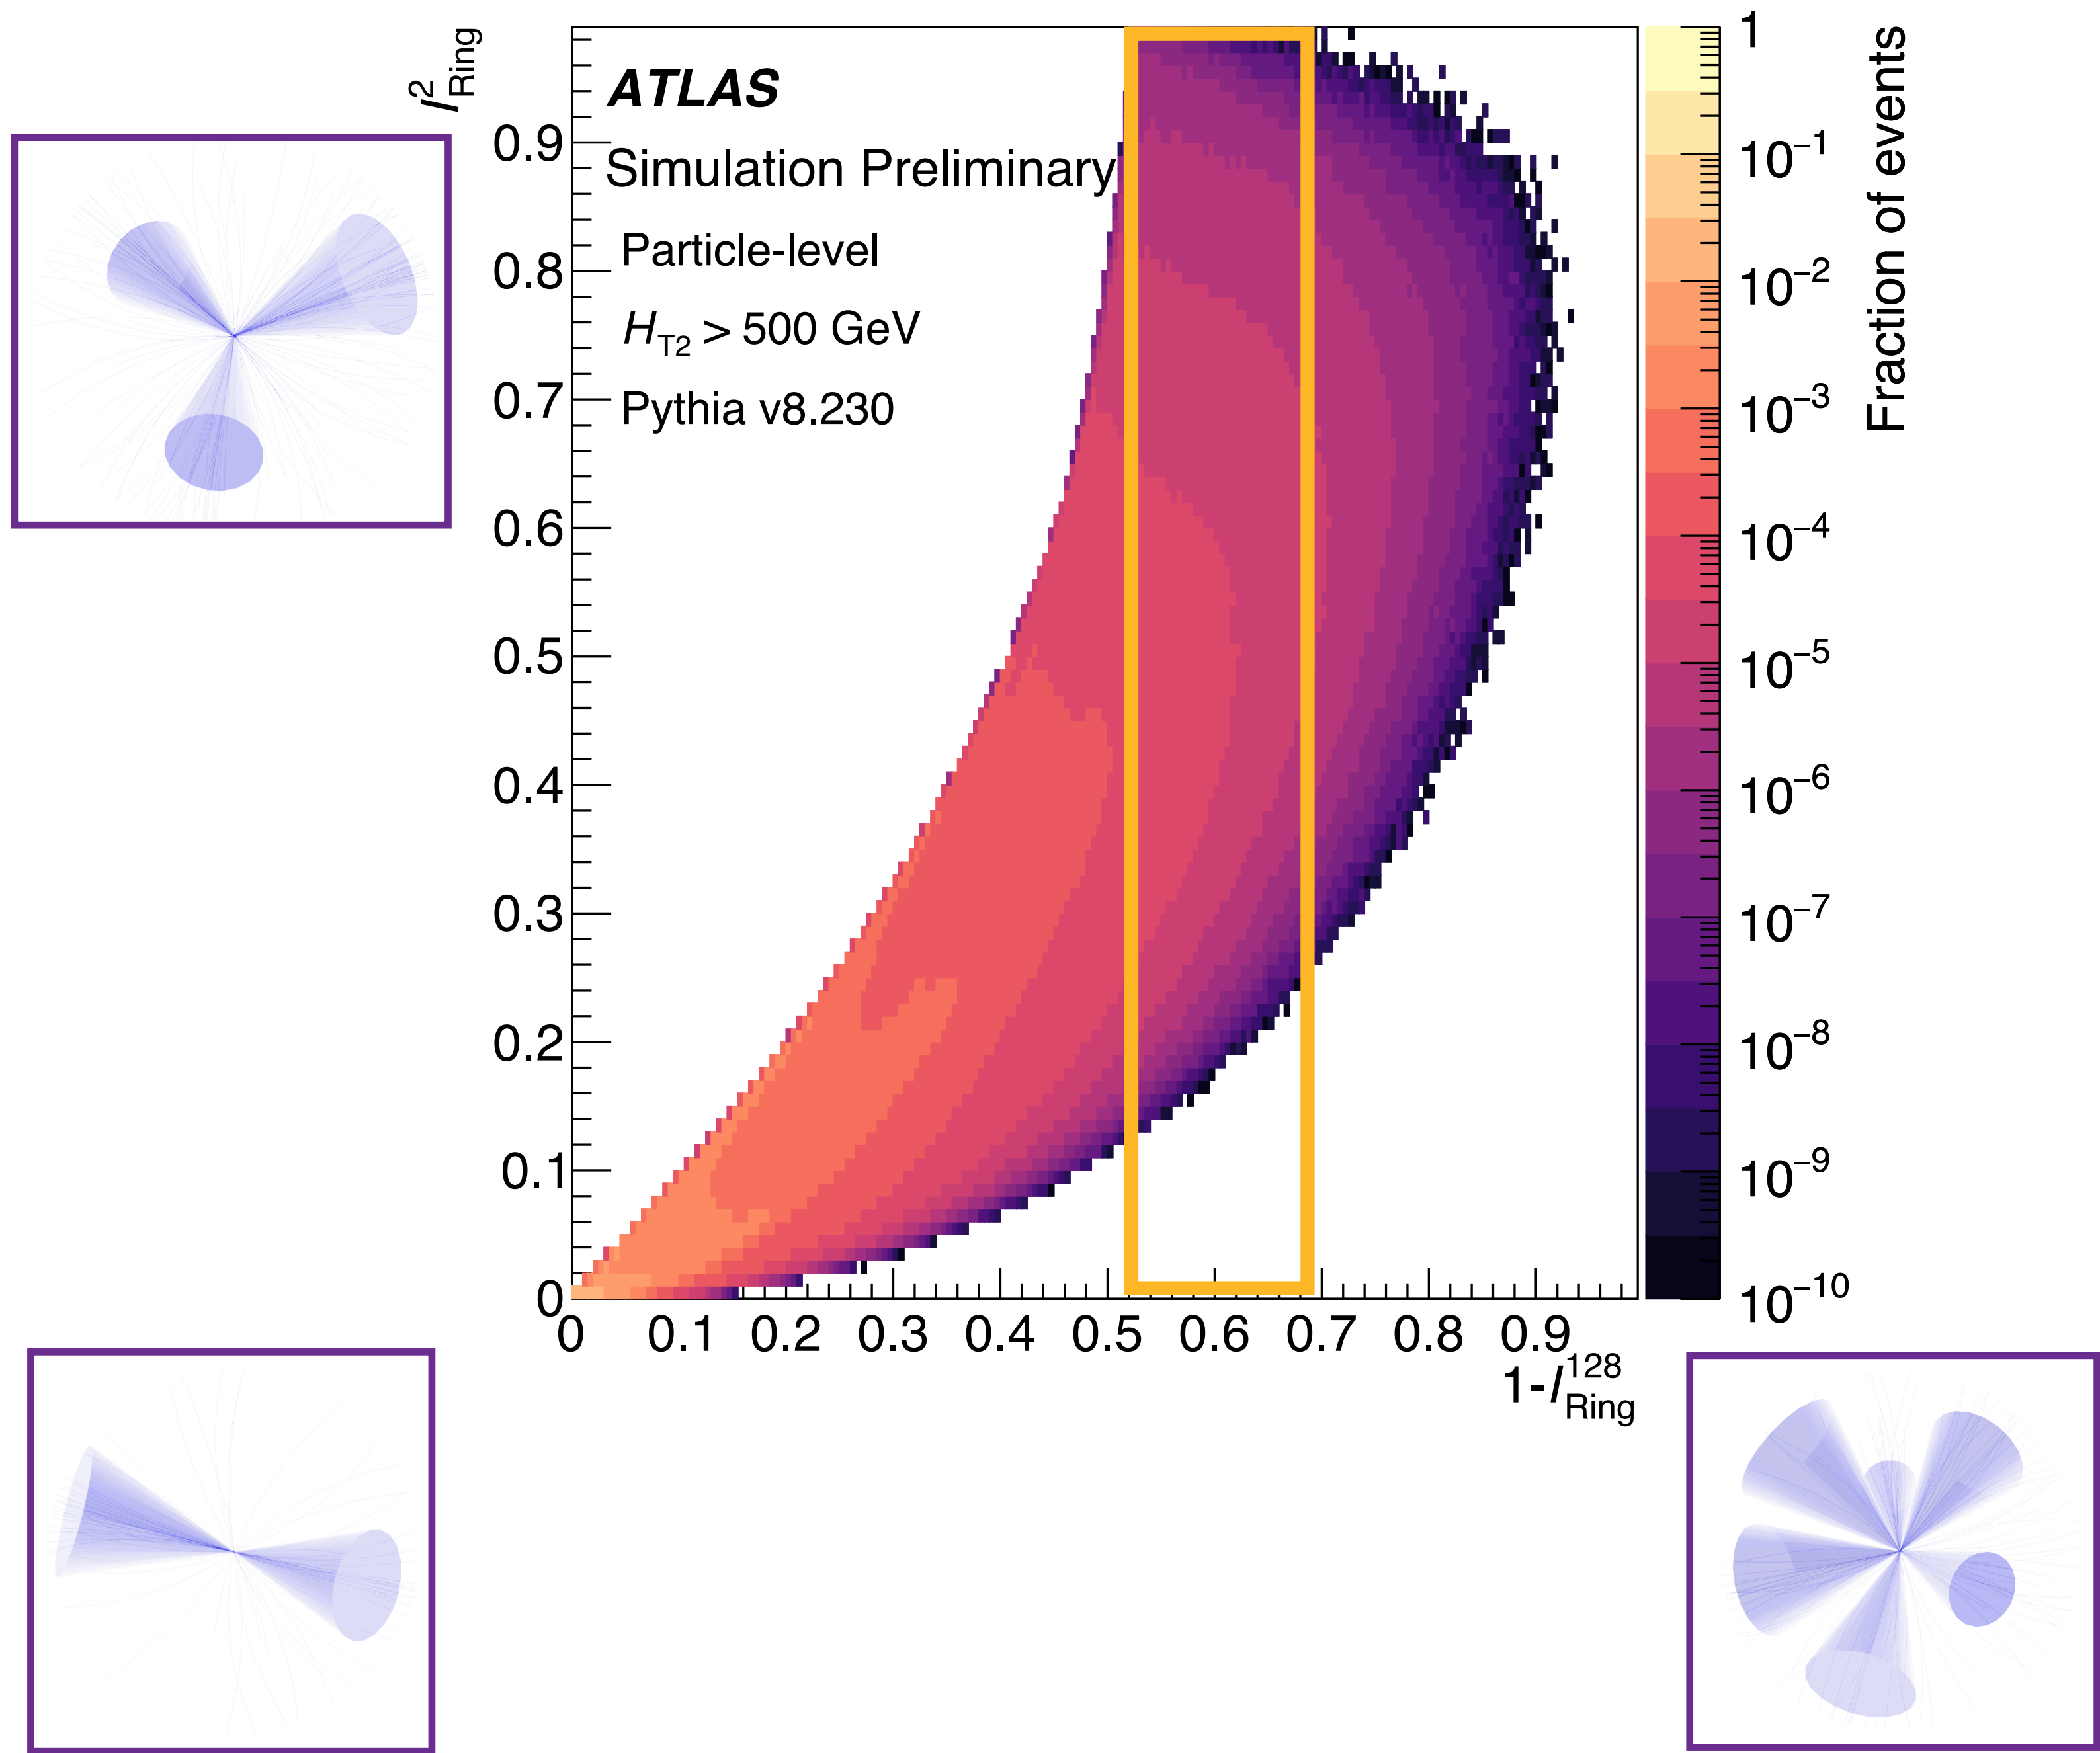 I²Ring
ATLAS
Simulation Preliminary
Particle-level
H_T2 > 500 GeV
Pythia v8.230
0.9
0.8
0.7
0.6
0.5
0.4
0.3
0.2
0.1
0
0 0.1 0.2 0.3 0.4 0.5 0.6 0.7 0.8 0.9
1-I¹²⁸Ring
1
10⁻¹
10⁻²
10⁻³
10⁻⁴
10⁻⁵
10⁻⁶
10⁻⁷
10⁻⁸
10⁻⁹
10⁻¹⁰
Fraction of events